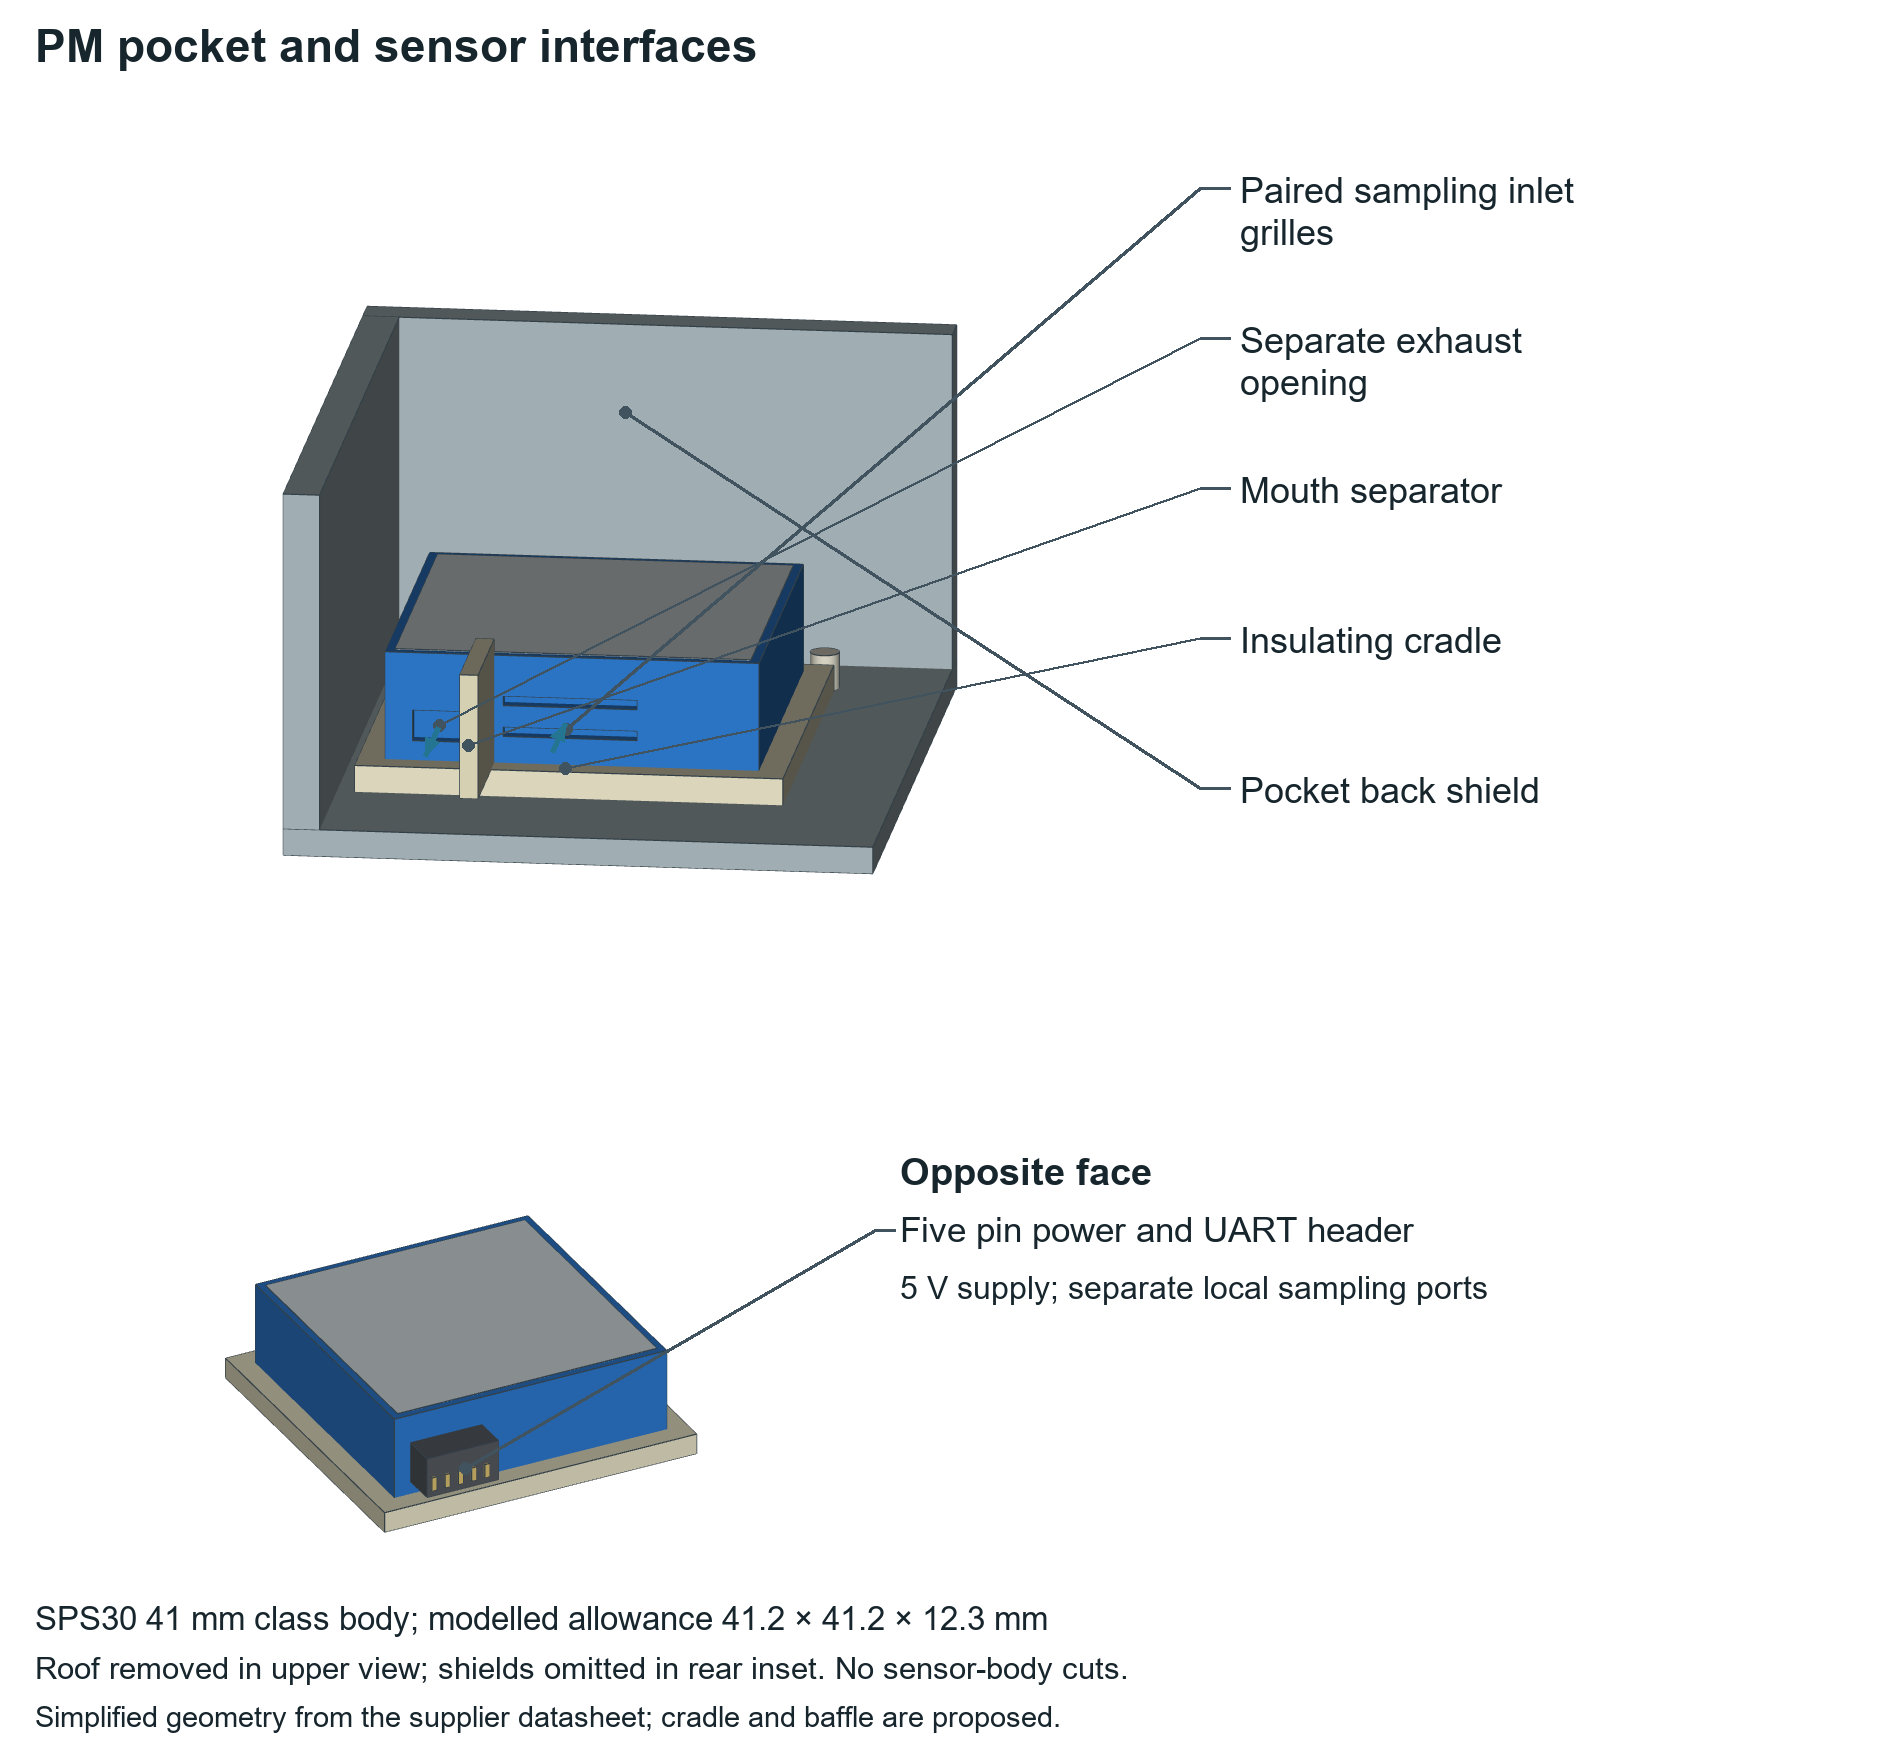 PM pocket and sensor interfaces
Paired sampling inlet
grilles
Separate exhaust
opening
Mouth separator
Insulating cradle
Pocket back shield
Opposite face
Five pin power and UART header
5 V supply; separate local sampling ports
SPS30 41 mm class body; modelled allowance 41.2 × 41.2 × 12.3 mm
Roof removed in upper view; shields omitted in rear inset. No sensor-body cuts.
Simplified geometry from the supplier datasheet; cradle and baffle are proposed.